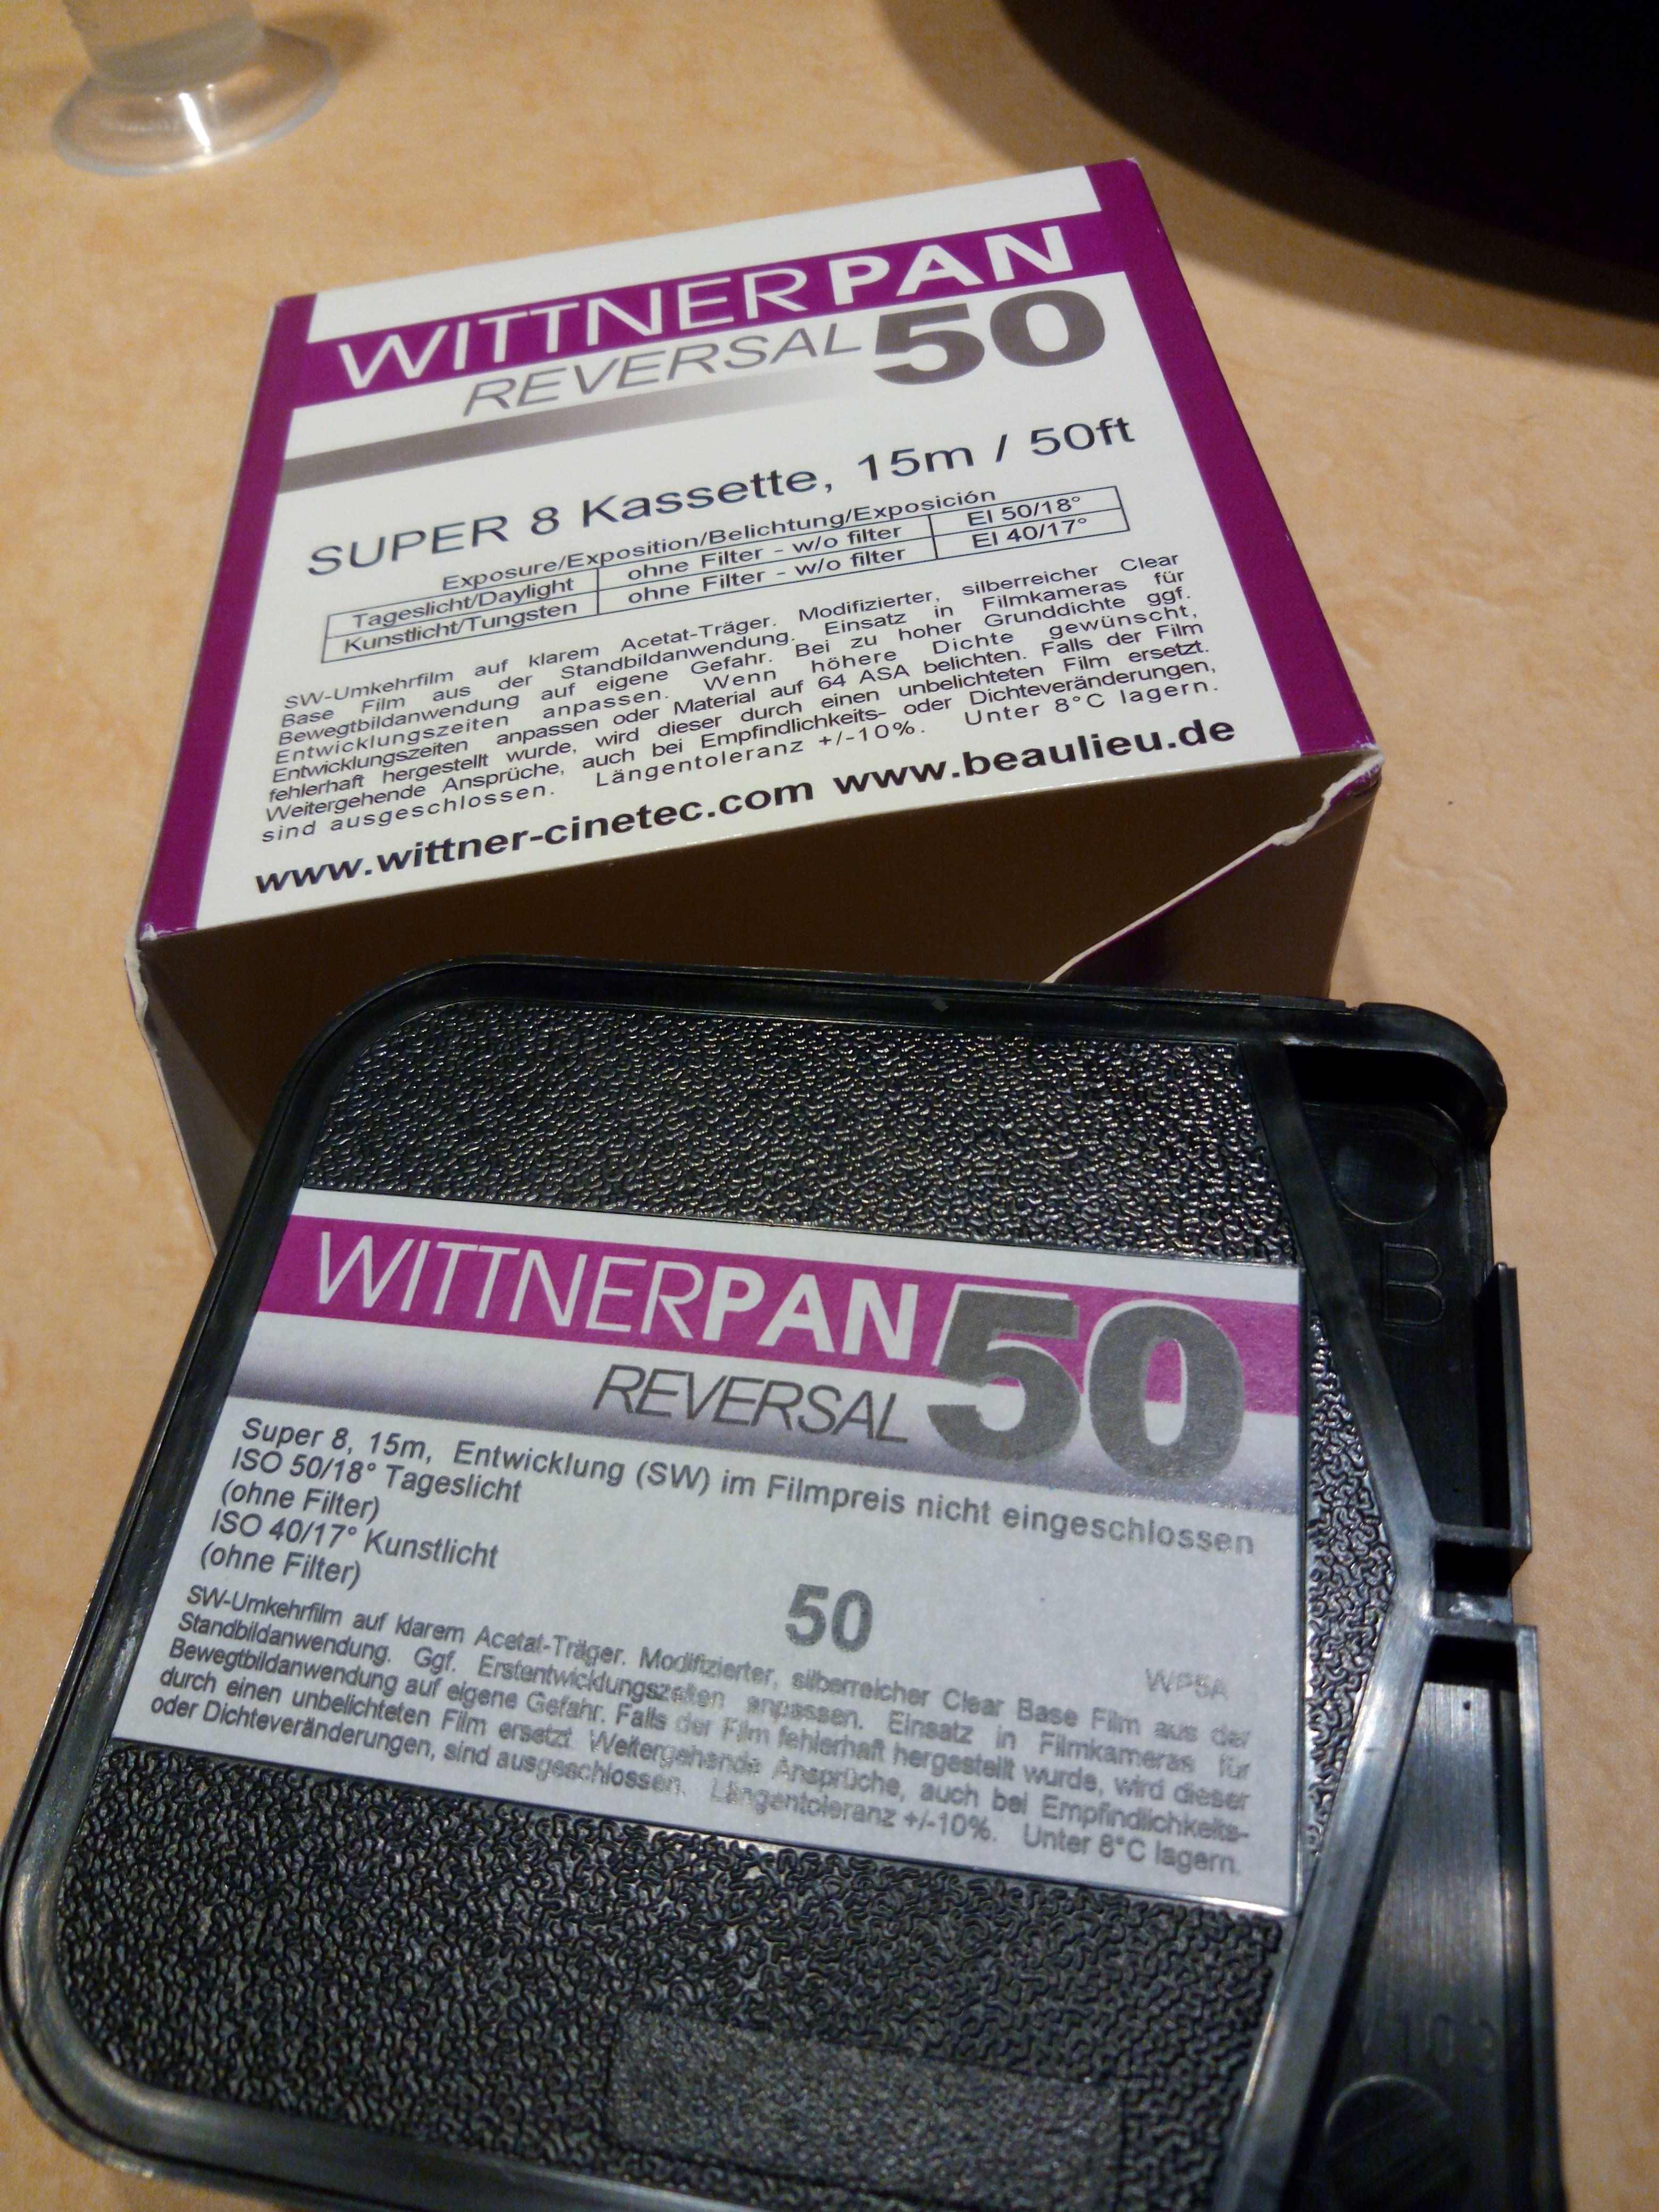 WITTNERPAN
REVERSAL 50
SUPER 8 Kassette, 15m / 50ft
Exposure/Exposition/Belichtung/Exposición
Tageslicht/Daylight ohne Filter - w/o filter EI 50/18°
Kunstlicht/Tungsten ohne Filter - w/o filter EI 40/17°
SW-Umkehrfilm auf klarem Acetat-Träger. Modifizierter, silberreicher Clear
Base Film aus der Standbildanwendung. Einsatz in Filmkameras für
Bewegtbildanwendung auf eigene Gefahr. Bei zu hoher Grunddichte ggf.
Entwicklungszeiten anpassen. Wenn höhere Dichte gewünscht,
Entwicklungszeiten anpassen oder Material auf 64 ASA belichten. Falls der Film
fehlerhaft hergestellt wurde, wird dieser durch einen unbelichteten Film ersetzt.
Weitergehende Ansprüche, auch bei Empfindlichkeits- oder Dichteveränderungen,
sind ausgeschlossen. Längentoleranz +/-10%. Unter 8°C lagern.
www.wittner-cinetec.com www.beaulieu.de
B
WITTNERPAN 50
REVERSAL
Super 8, 15m, Entwicklung (SW) im Filmpreis nicht eingeschlossen
ISO 50/18° Tageslicht
(ohne Filter)
ISO 40/17° Kunstlicht
(ohne Filter)
50
WP5A
SW-Umkehrfilm auf klarem Acetat-Träger. Modifizierter, silberreicher Clear Base Film aus der
Standbildanwendung. Ggf. Erstentwicklungszeiten anpassen. Einsatz in Filmkameras für
Bewegtbildanwendung auf eigene Gefahr. Falls der Film fehlerhaft hergestellt wurde, wird dieser
durch einen unbelichteten Film ersetzt. Weitergehende Ansprüche, auch bei Empfindlichkeits-
oder Dichteveränderungen, sind ausgeschlossen. Längentoleranz +/-10%. Unter 8°C lagern.